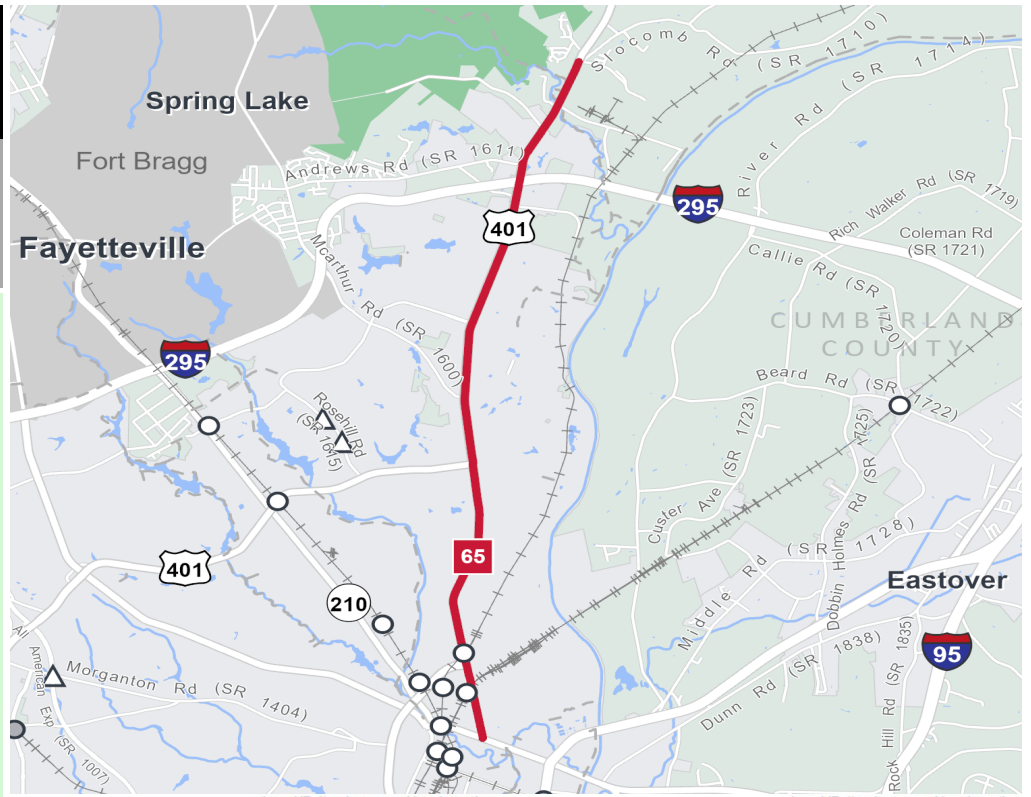 Slocomb Rd (SR 1710)
River Rd (SR 1714)
Spring Lake
Fort Bragg
Andrews Rd (SR 1611)
295
Rich Walker Rd (SR 1719)
401
Coleman Rd
(SR 1721)
Fayetteville
Mcarthur Rd (SR 1600)
Callie Rd (SR 1720)
CUMBERLAND
COUNTY
295
Beard Rd (SR 1722)
Rosehill Rd
(SR 1615)
Custer Ave (SR 1723)
Dobbin Holmes Rd (SR 1725)
65
Middle Rd (SR 1728)
401
Eastover
210
All American Exp (SR 1007)
Morganton Rd (SR 1404)
Dunn Rd (SR 1838)
Rock Hill Rd (SR 1835)
95